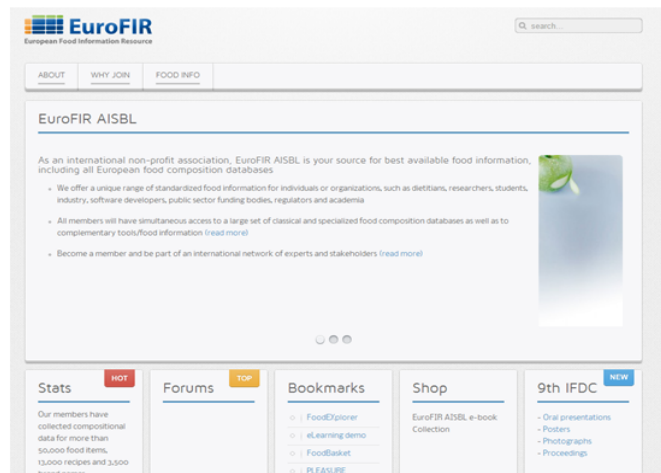 EuroFIR
European Food Information Resource
search...
ABOUT
WHY JOIN
FOOD INFO
EuroFIR AISBL
As an international non-profit association, EuroFIR AISBL is your source for best available food information,
including all European food composition databases
We offer a unique range of standardized food information for individuals or organizations, such as dietitians, researchers, students,
industry, software developers, public sector funding bodies, regulators and academia
All members will have simultaneous access to a large set of classical and specialized food composition databases as well as to
complementary tools/food information (read more)
Become a member and be part of an international network of experts and stakeholders (read more)
HOT
Stats
Our members have
collected compositional
data for more than
50,000 food items,
13,000 recipes and 3,500
TOP
Forums
Bookmarks
FoodEXplorer
eLearning demo
FoodBasket
PLEASURE
Shop
EuroFIR AISBL e-book
Collection
NEW
9th IFDC
- Oral presentations
- Posters
- Photographs
- Proceedings